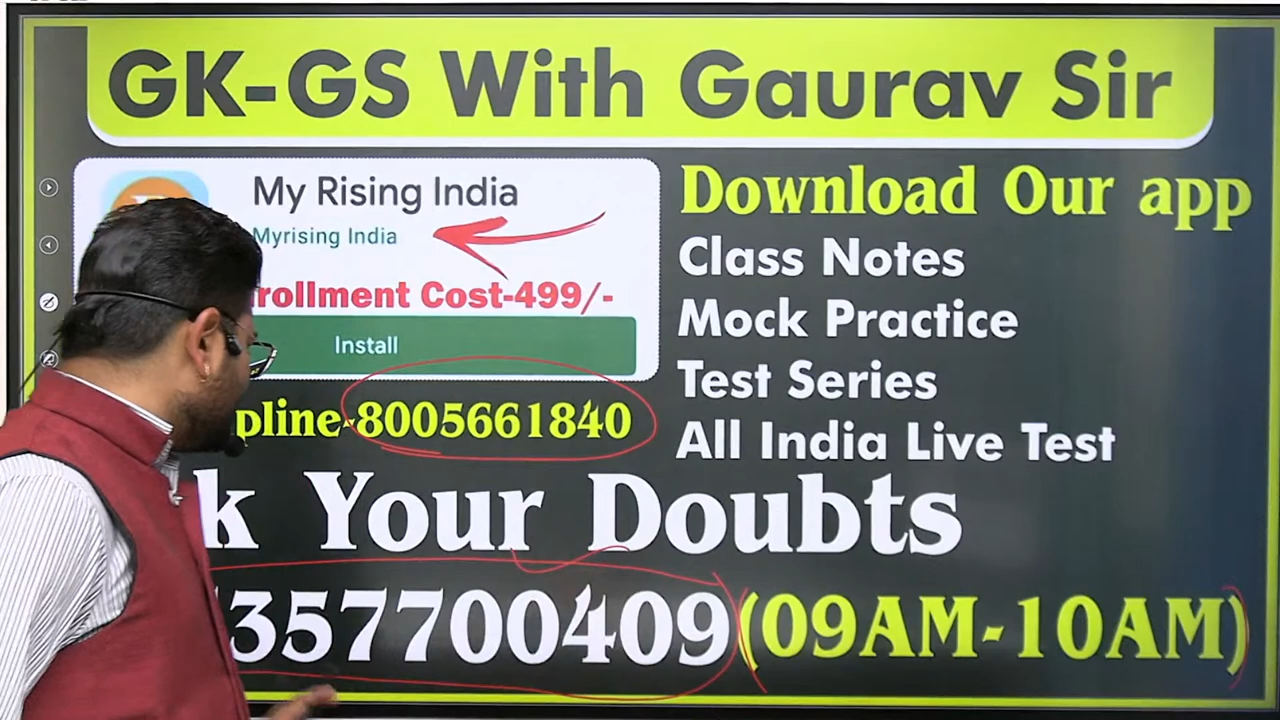 GK-GS With Gaurav Sir
My Rising India
Myrising India
rollment Cost-499/-
Install
pline-8005661840
Download Our app
Class Notes
Mock Practice
Test Series
All India Live Test
k Your Doubts
357700409 (09AM-10AM)